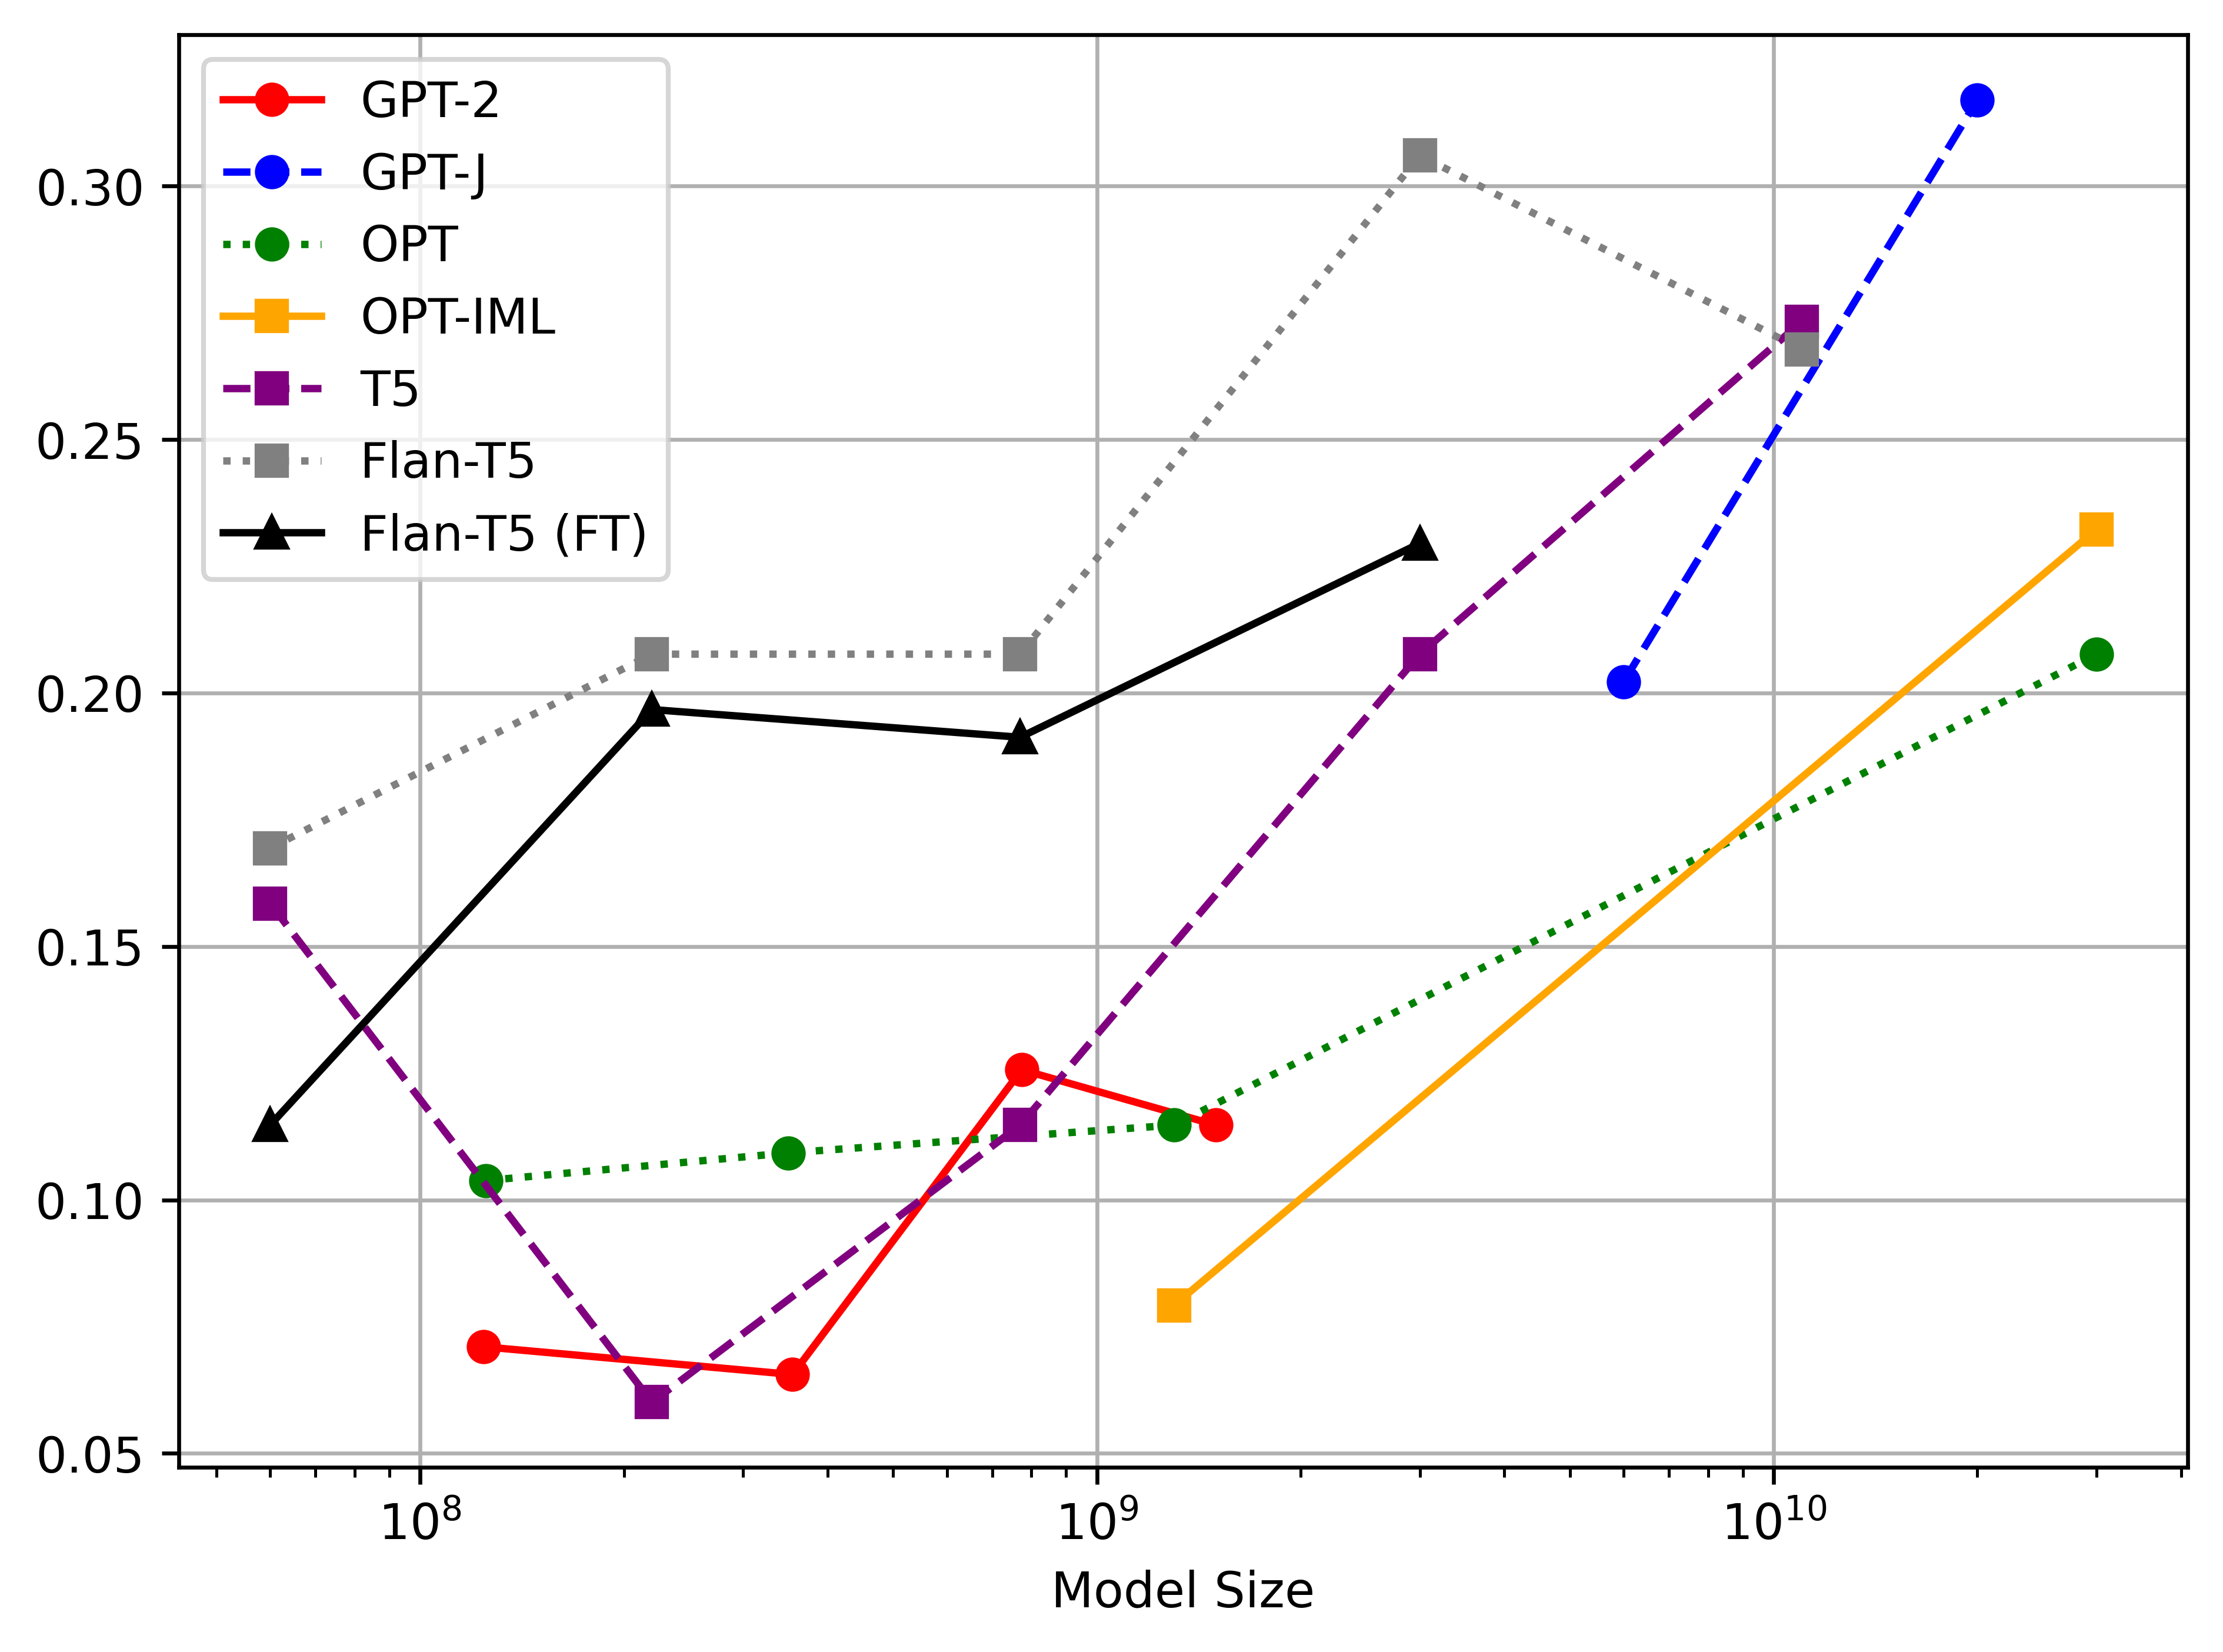 GPT-2
GPT-J
OPT
OPT-IML
T5
Flan-T5
Flan-T5 (FT)
0.30
0.25
0.20
0.15
0.10
0.05
10⁸ 10⁹ 10¹⁰
Model Size